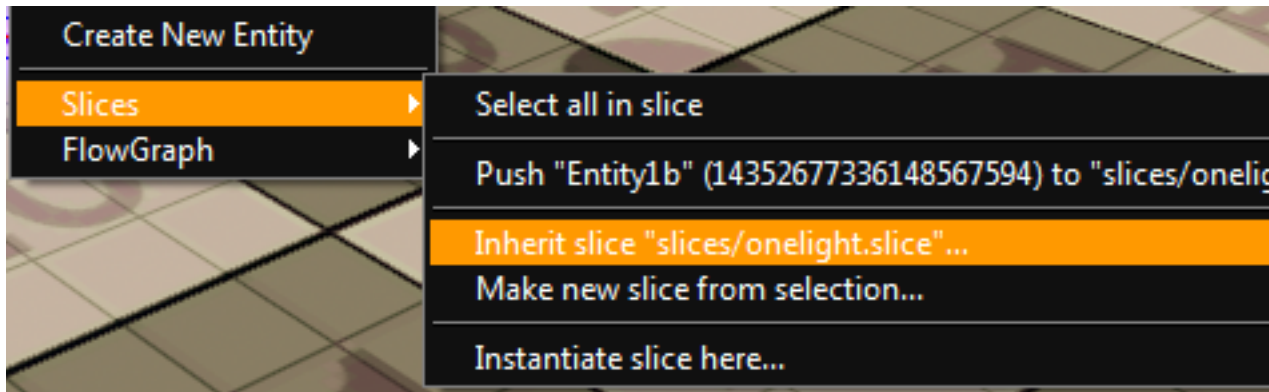 Create New Entity
Slices
FlowGraph
Select all in slice
Push "Entity1b" (14352677336148567594) to "slices/onelig
Inherit slice "slices/onelight.slice"...
Make new slice from selection...
Instantiate slice here...